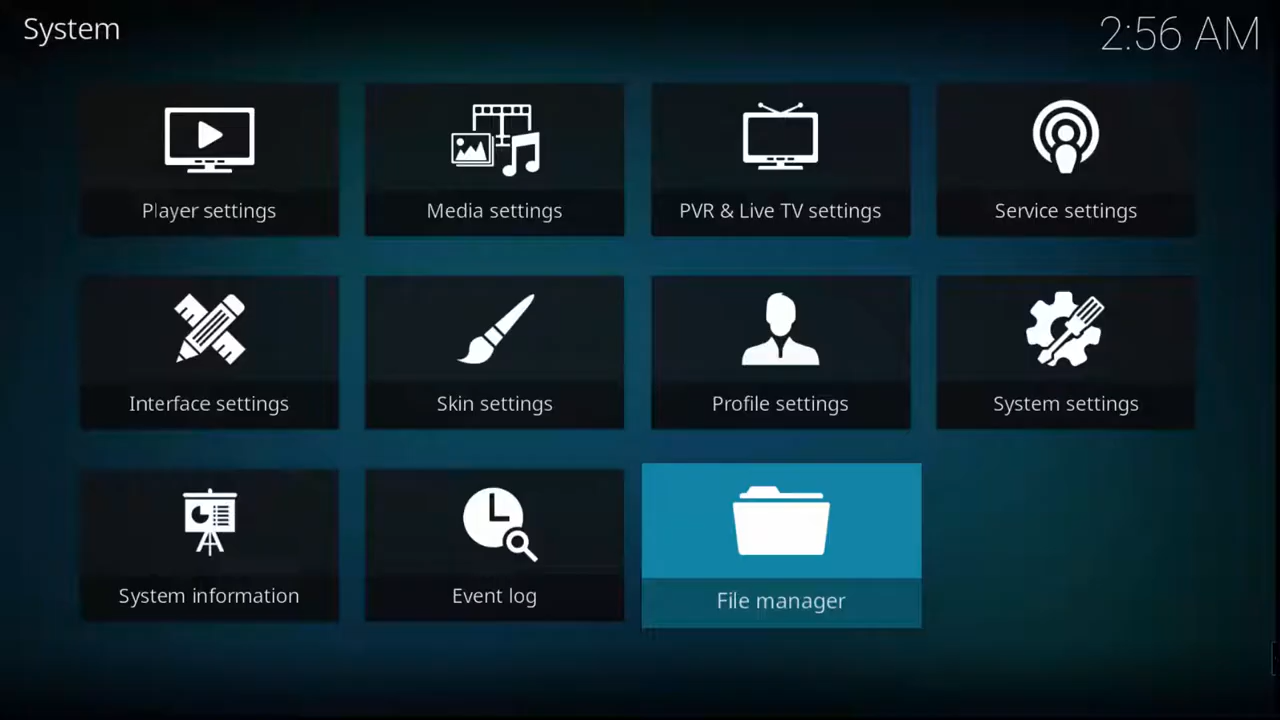 System
2:56 AM
Player settings
Media settings
PVR & Live TV settings
Service settings
Interface settings
Skin settings
Profile settings
System settings
System information
Event log
File manager